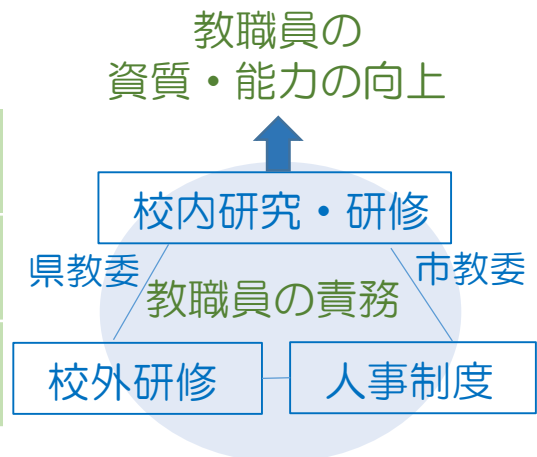 教職員の
資質・能力の向上
校内研究・研修
県教委
市教委
教職員の責務
校外研修
人事制度